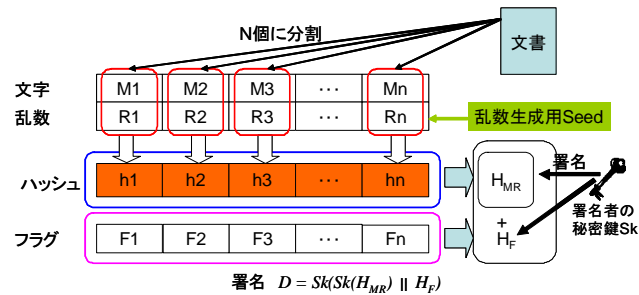 N個に分割
文書
文字 M1 M2 M3 ··· Mn
乱数 R1 R2 R3 ··· Rn
乱数生成用Seed
ハッシュ h1 h2 h3 ··· hn
署名
H_MR
+
H_F
署名者の
秘密鍵Sk
フラグ F1 F2 F3 ··· Fn
署名 D = Sk(Sk(H_MR) || H_F)